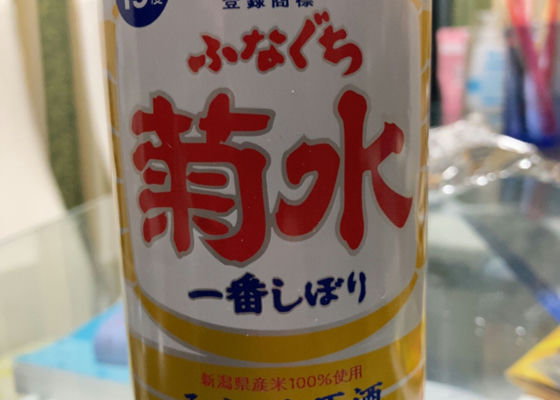 登録商標
ふなぐち
菊水
一番しぼり
新潟県産米100%使用